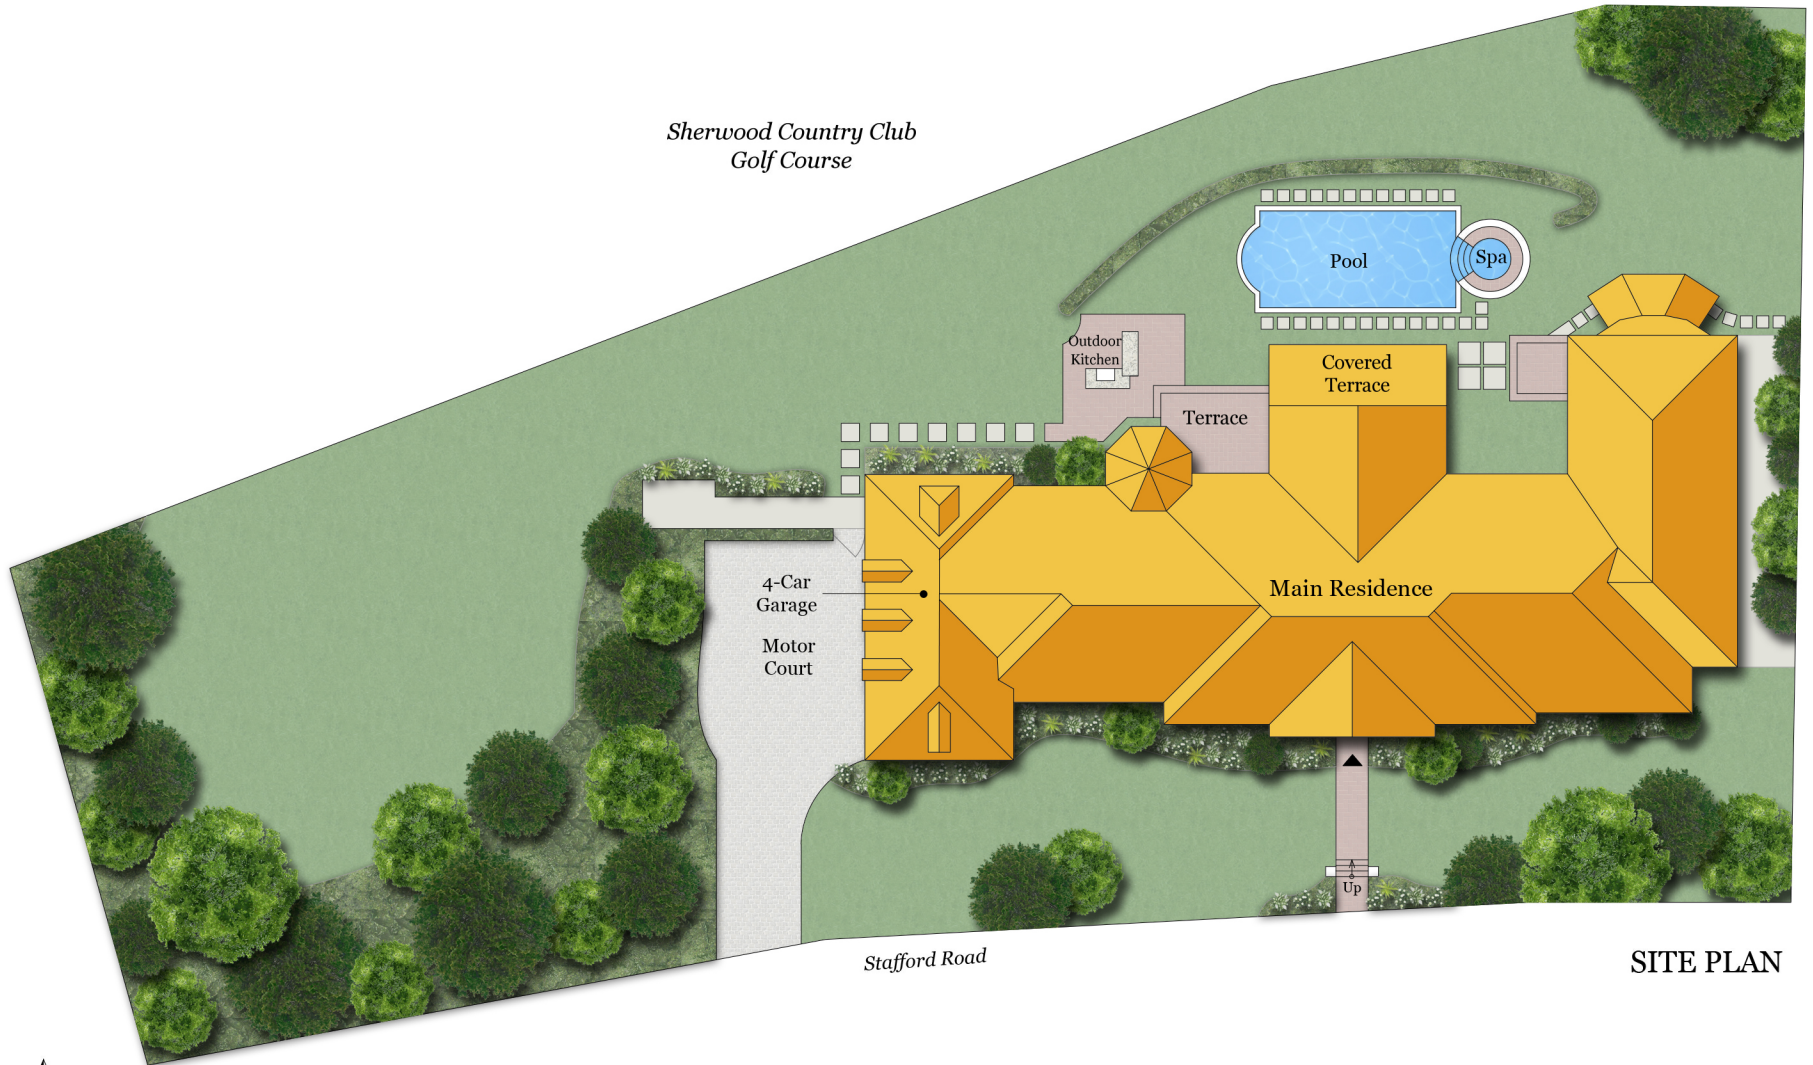 Sherwood Country Club
Golf Course
Pool
Spa
Outdoor
Kitchen
Covered
Terrace
Terrace
4-Car
Garage
Main Residence
Motor
Court
Up
Stafford Road
SITE PLAN